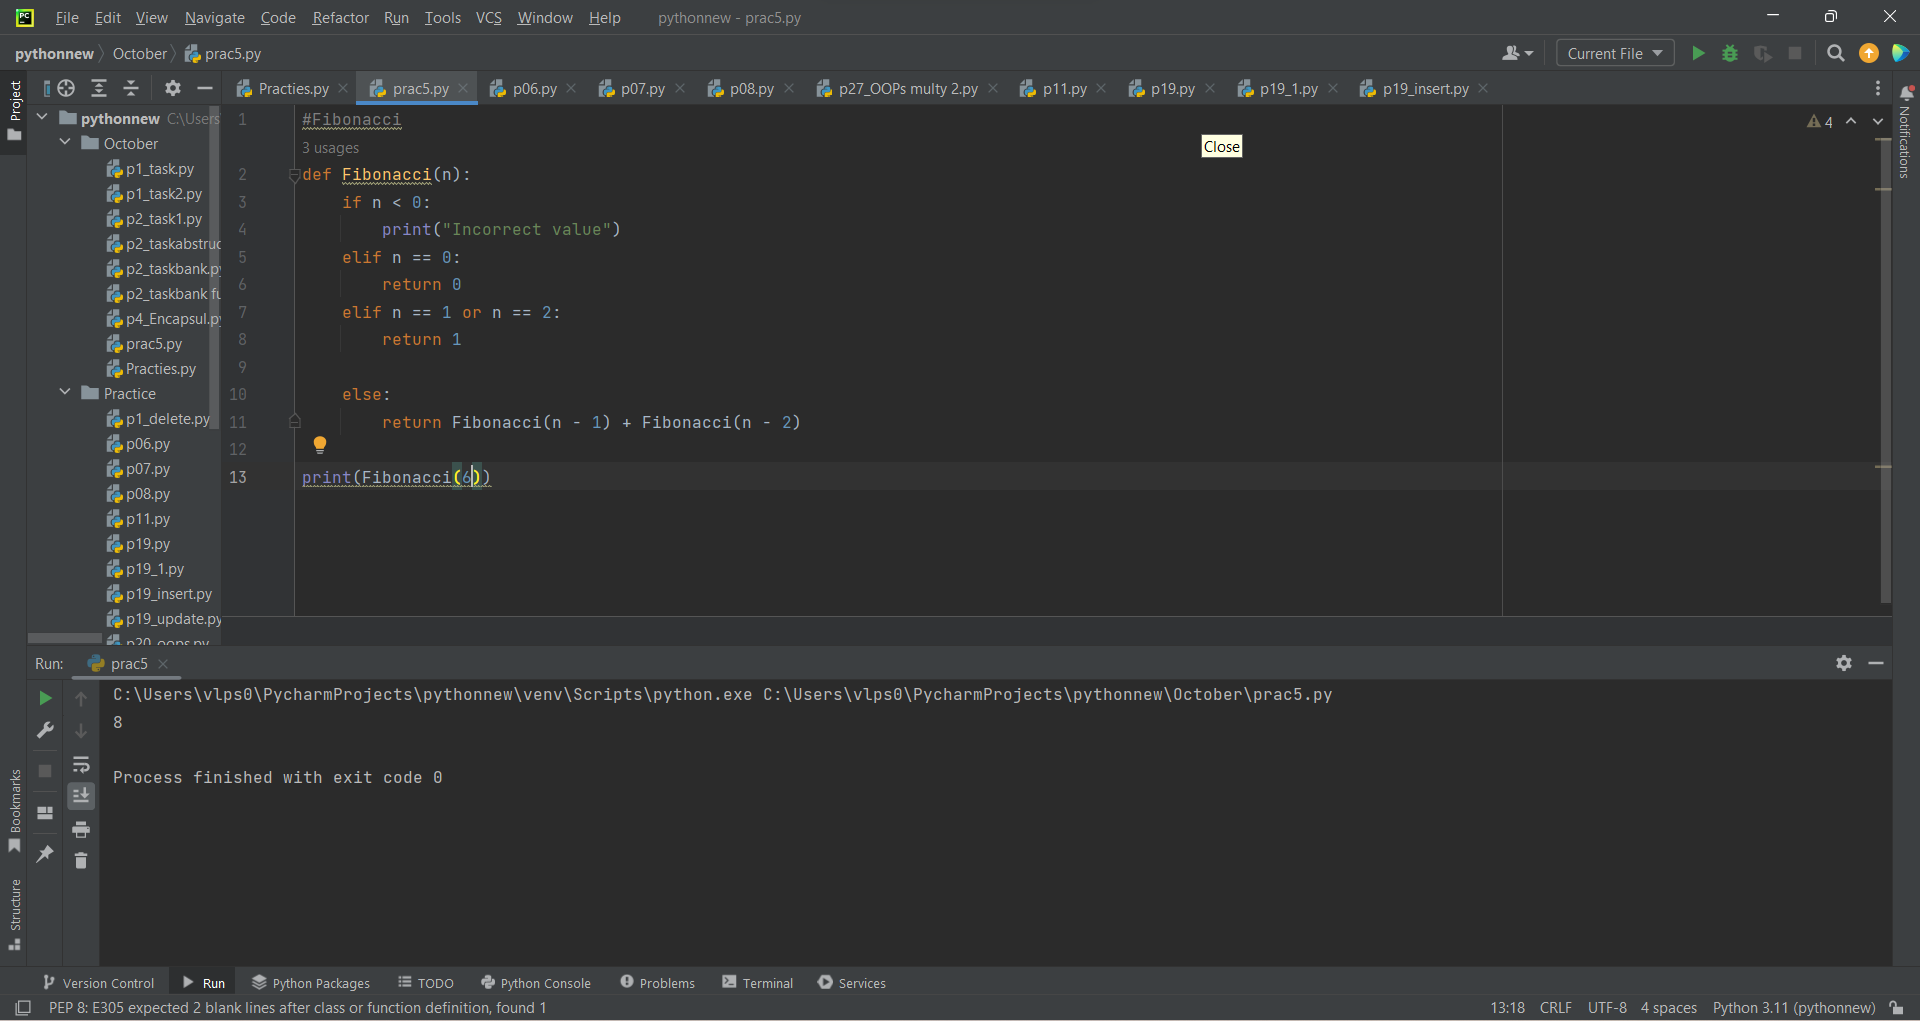 PC File Edit View Navigate Code Refactor Run Tools VCS Window Help pythonnew - prac5.py
pythonnew October prac5.py Current File
Practies.py prac5.py p06.py p07.py p08.py p27_OOPs multy 2.py p11.py p19.py p19_1.py p19_insert.py
Project
pythonnew C:\Users
October
p1_task.py
p1_task2.py
p2_task1.py
p2_taskabstruc
p2_taskbank.py
p2_taskbank fu
p4_Encapsul.py
prac5.py
Practies.py
Practice
p1_delete.py
p06.py
p07.py
p08.py
p11.py
p19.py
p19_1.py
p19_insert.py
p19_update.py
p20_oops.py
1 #Fibonacci
3 usages
2 def Fibonacci(n):
3 if n < 0:
4 print("Incorrect value")
5 elif n == 0:
6 return 0
7 elif n == 1 or n == 2:
8 return 1
9
10 else:
11 return Fibonacci(n - 1) + Fibonacci(n - 2)
12
13 print(Fibonacci(6))
4
Close
Notifications
Run: prac5
C:\Users\vlps0\PycharmProjects\pythonnew\venv\Scripts\python.exe C:\Users\vlps0\PycharmProjects\pythonnew\October\prac5.py
8
Process finished with exit code 0
Bookmarks
Structure
Version Control Run Python Packages TODO Python Console Problems Terminal Services
PEP 8: E305 expected 2 blank lines after class or function definition, found 1 13:18 CRLF UTF-8 4 spaces Python 3.11 (pythonnew)